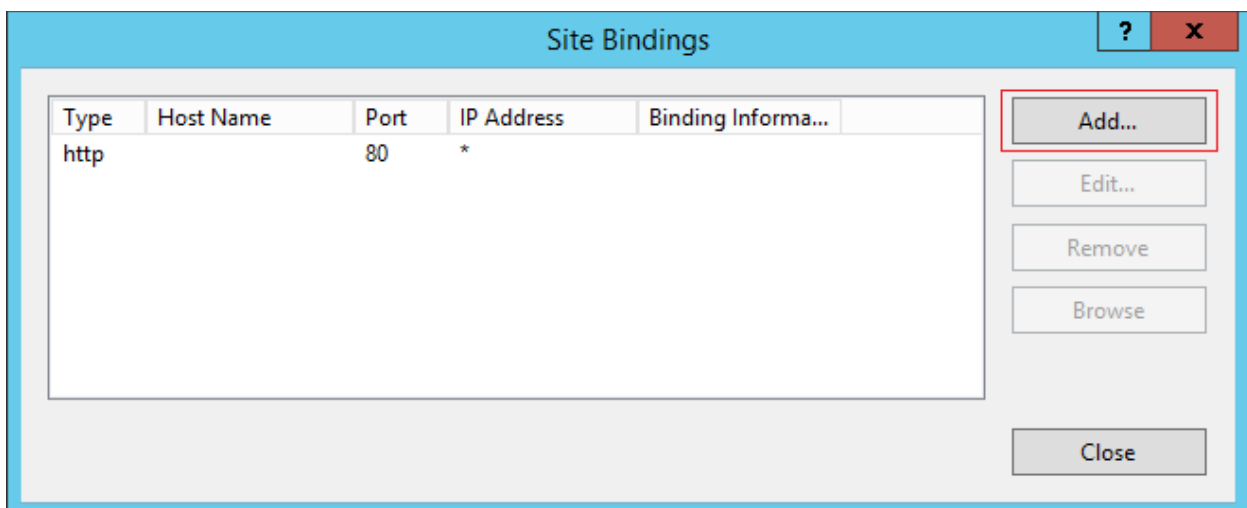 Site Bindings
? x
Type Host Name Port IP Address Binding Informa...
http 80 *
Add...
Edit...
Remove
Browse
Close